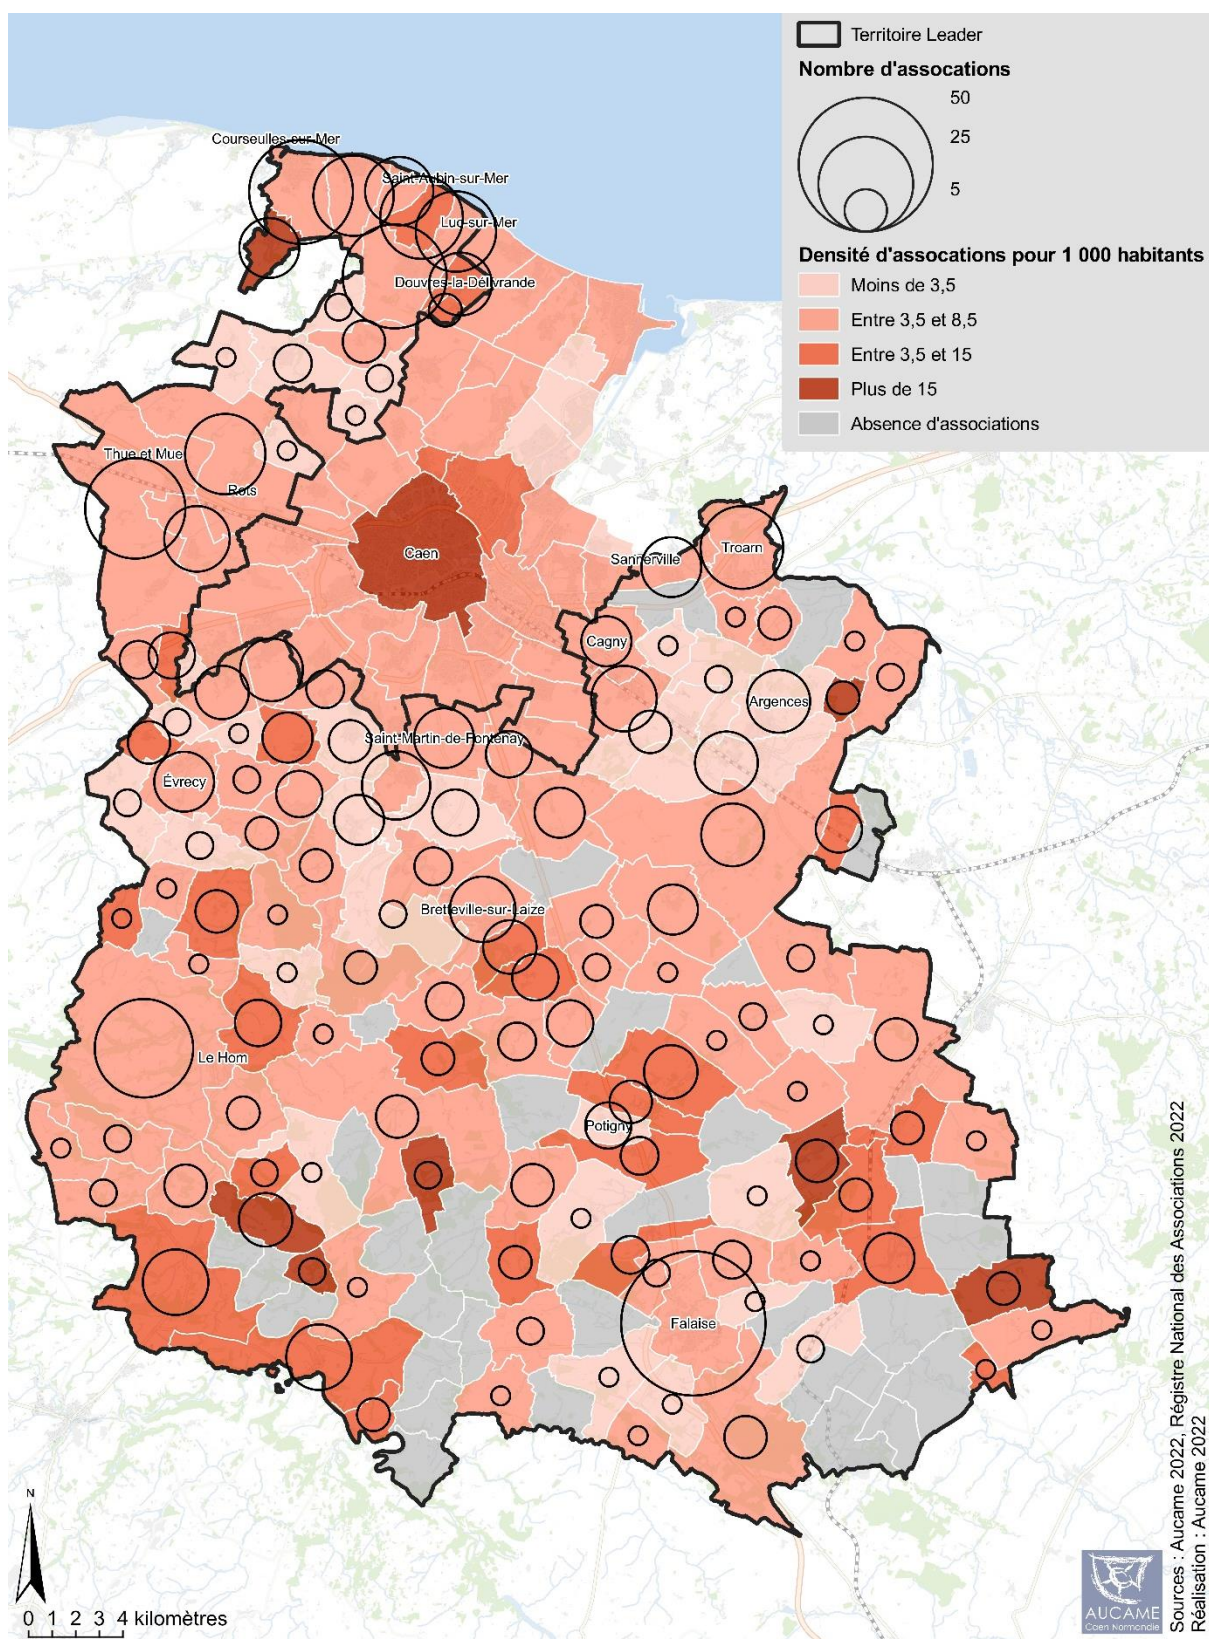 Territoire Leader
Nombre d'assocations
50
25
5
Densité d'assocations pour 1 000 habitants
Moins de 3,5
Entre 3,5 et 8,5
Entre 3,5 et 15
Plus de 15
Absence d'associations
Courseulles-sur-Mer
Saint-Aubin-sur-Mer
Luc-sur-Mer
Douvres-la-Délivrande
Thue et Mue
Rots
Caen
Sannerville
Troarn
Cagny
Argences
Saint-Martin-de-Fontenay
Évrecy
Bretteville-sur-Laize
Le Hom
Potigny
Falaise
N
0 1 2 3 4 kilomètres
AUCAME
Caen Normandie
Sources : Aucame 2022, Régistre National des Associations 2022
Réalisation : Aucame 2022